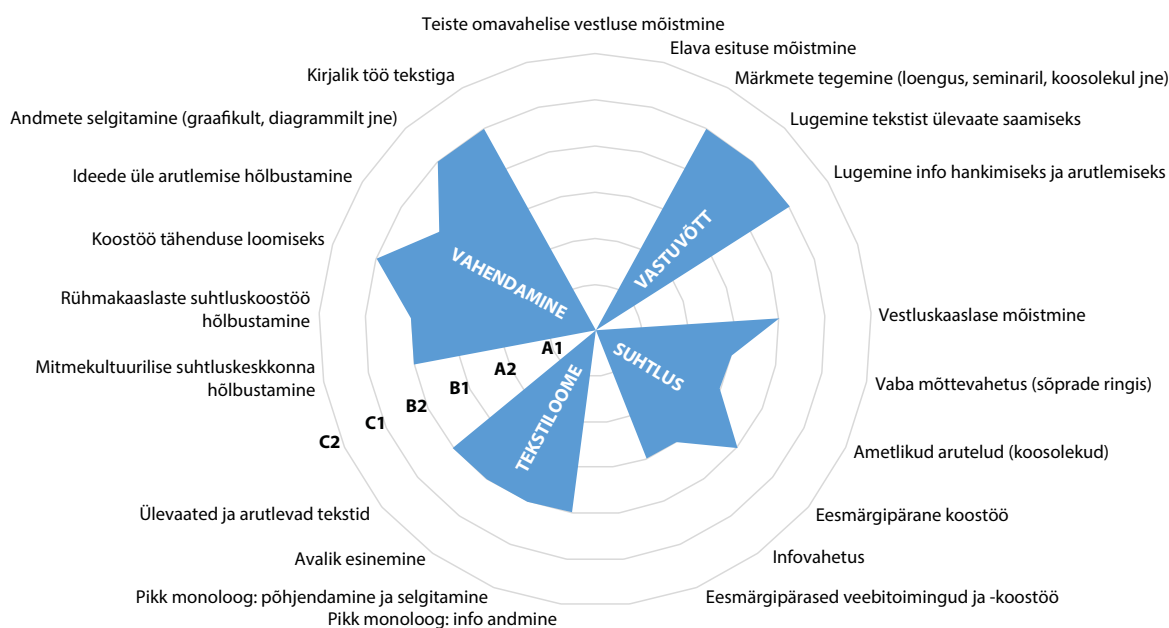 Teiste omavahelise vestluse mõistmine
Elava esituse mõistmine
Märkmete tegemine (loengus, seminaril, koosolekul jne)
Lugemine tekstist ülevaate saamiseks
Lugemine info hankimiseks ja arutlemiseks
Vestluskaaslase mõistmine
Vaba mõttevahetus (sõprade ringis)
Ametlikud arutelud (koosolekud)
Eesmärgipärane koostöö
Infovahetus
Eesmärgipärased veebitoimingud ja -koostöö
Pikk monoloog: info andmine
Pikk monoloog: põhjendamine ja selgitamine
Avalik esinemine
Ülevaated ja arutlevad tekstid
Mitmekultuurilise suhtluskeskkonna
hõlbustamine
Rühmakaaslaste suhtluskoostöö
hõlbustamine
Koostöö tähenduse loomiseks
Ideede üle arutlemise hõlbustamine
Andmete selgitamine (graafikult, diagrammilt jne)
Kirjalik töö tekstiga
VASTUVÕTT
SUHTLUS
TEKSTILOOME
VAHENDAMINE
A1
A2
B1
B2
C1
C2